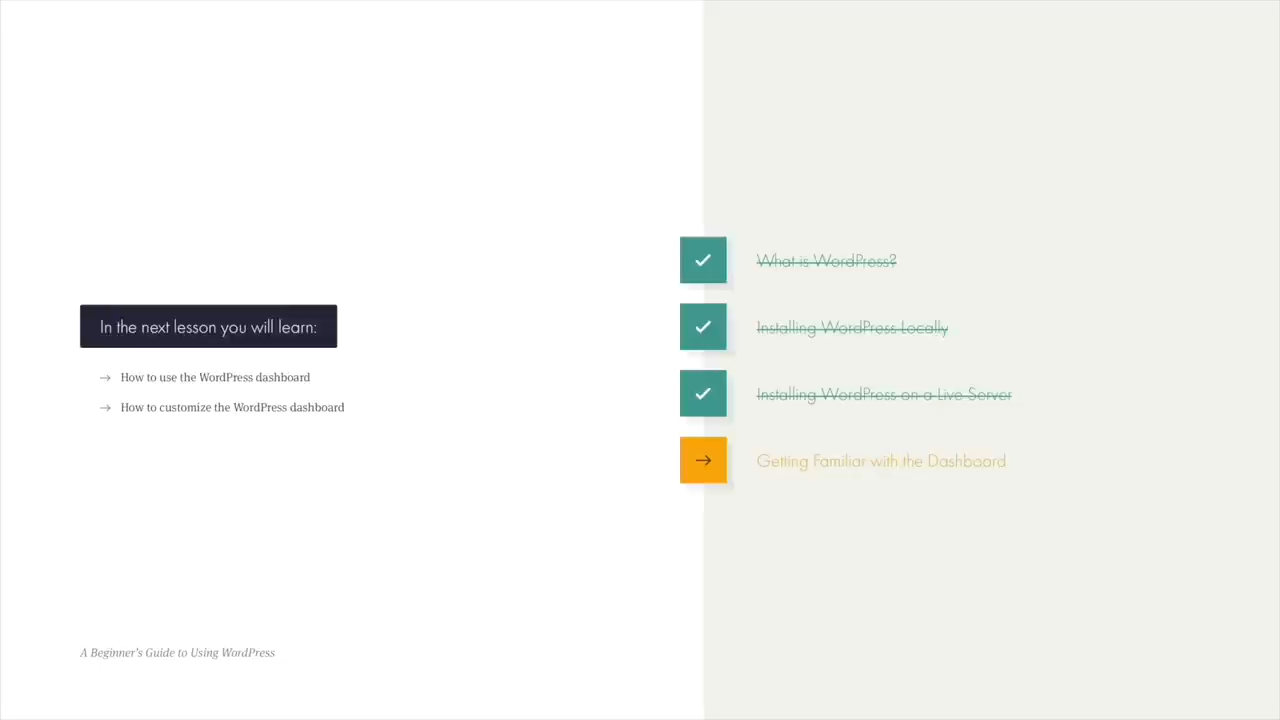 In the next lesson you will learn:
→ How to use the WordPress dashboard
→ How to customize the WordPress dashboard
A Beginner's Guide to Using WordPress
What is WordPress?
Installing WordPress Locally
Installing WordPress on a Live Server
→ Getting Familiar with the Dashboard